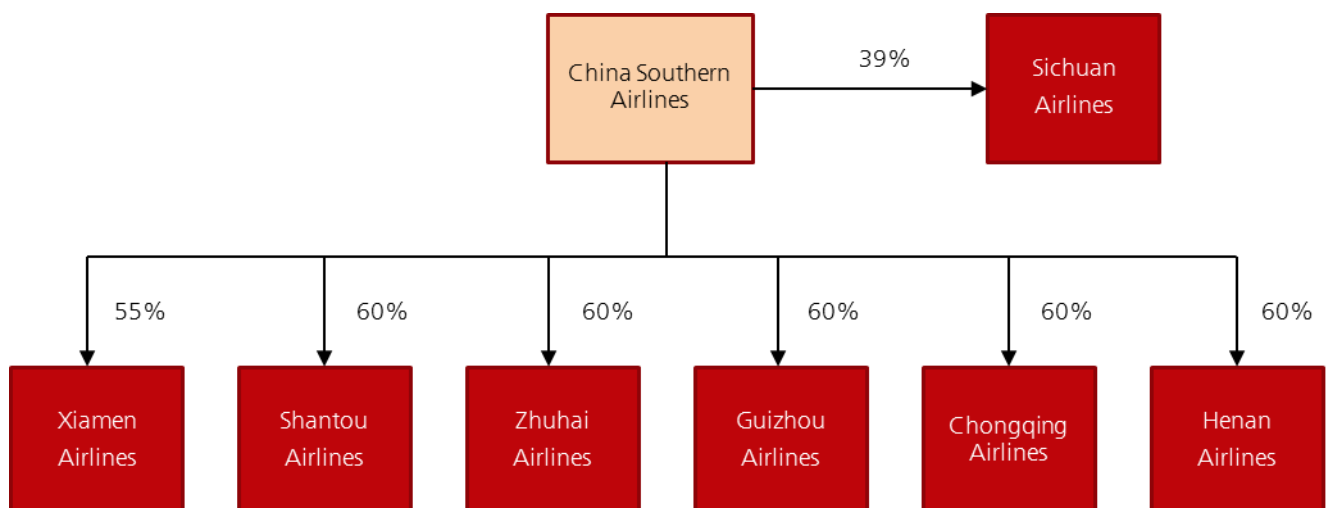 China Southern
Airlines
39%
Sichuan
Airlines
55%
60%
60%
60%
60%
60%
Xiamen
Airlines
Shantou
Airlines
Zhuhai
Airlines
Guizhou
Airlines
Chongqing
Airlines
Henan
Airlines